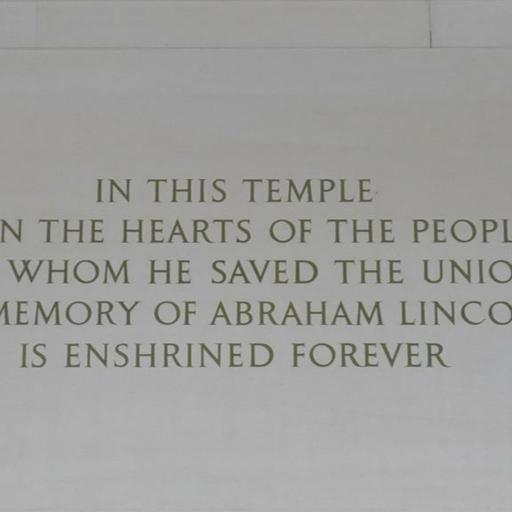 IN THIS TEMPLE
N THE HEARTS OF THE PEOPL
WHOM HE SAVED THE UNIO
MEMORY OF ABRAHAM LINCO
IS ENSHRINED FOREVER